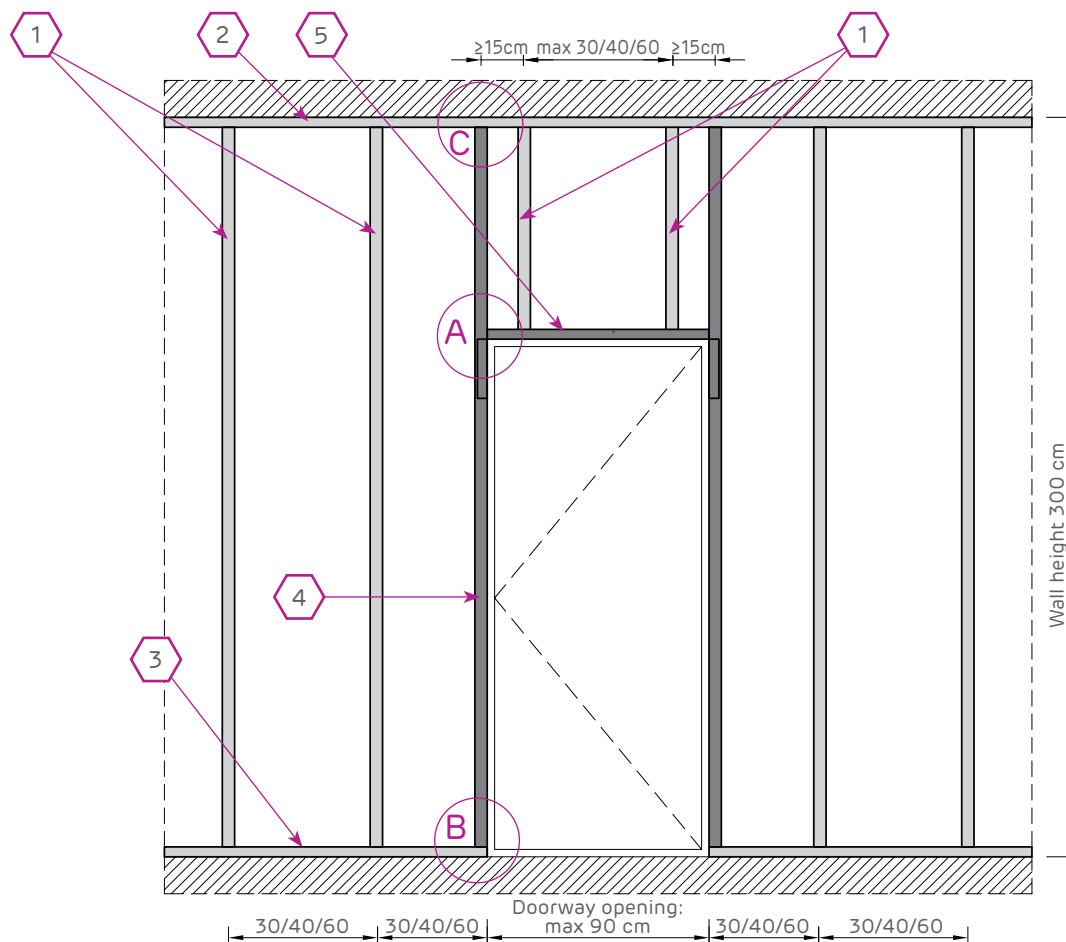 1
2
5
≥15cm
max 30/40/60
≥15cm
1
C
A
4
Wall height 300 cm
3
B
Doorway opening:
max 90 cm
30/40/60
30/40/60
30/40/60
30/40/60